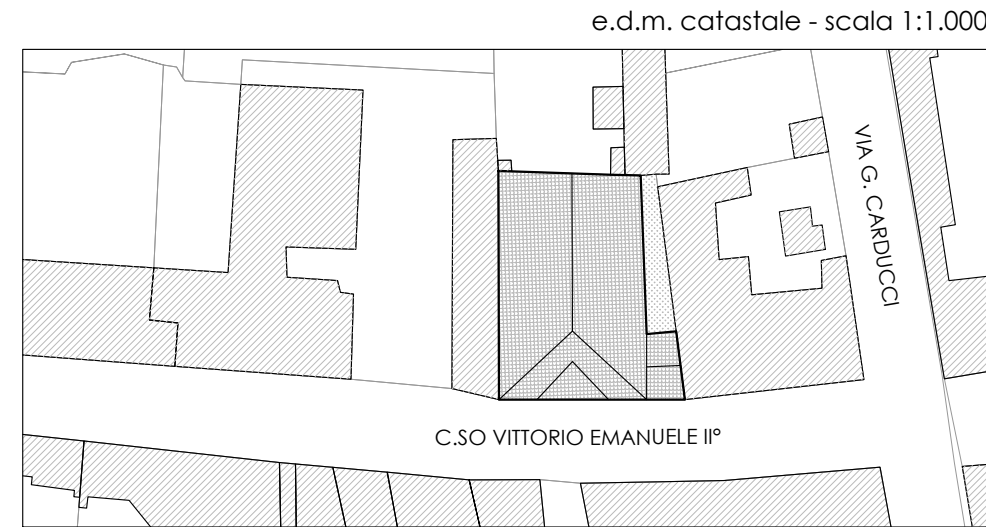 e.d.m. catastale - scala 1:1.000
VIA G. CARDUCCI
C.SO VITTORIO EMANUELE II°